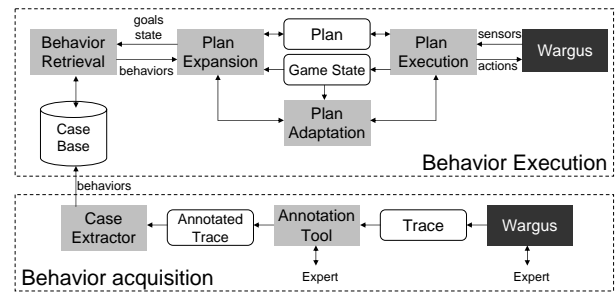 goals
state
behaviors
sensors
actions
Behavior
Retrieval
Plan
Expansion
Plan
Game State
Plan
Execution
Wargus
Plan
Adaptation
Case
Base
Behavior Execution
behaviors
Case
Extractor
Annotated
Trace
Annotation
Tool
Trace
Wargus
Expert
Expert
Behavior acquisition